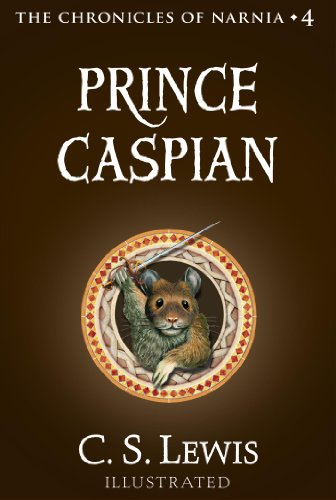 THE CHRONICLES OF NARNIA • 4
PRINCE
CASPIAN
C. S. LEWIS
ILLUSTRATED